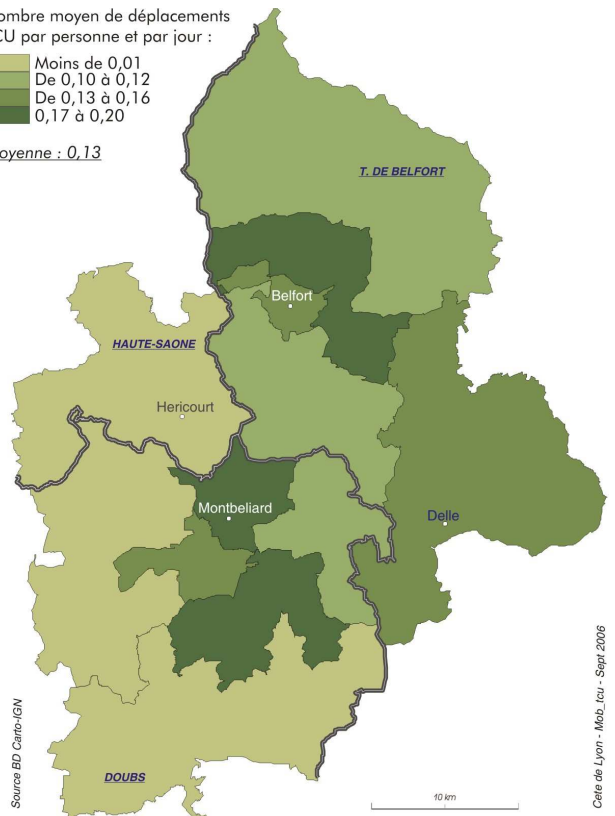 ombre moyen de déplacements
CU par personne et par jour :
Moins de 0,01
De 0,10 à 0,12
De 0,13 à 0,16
0,17 à 0,20
oyenne : 0,13
T. DE BELFORT
Belfort
HAUTE-SAONE
Hericourt
Montbeliard
Delle
DOUBS
10 km
Source BD Carto-IGN
Cete de Lyon - Mob_tcu - Sept 2006